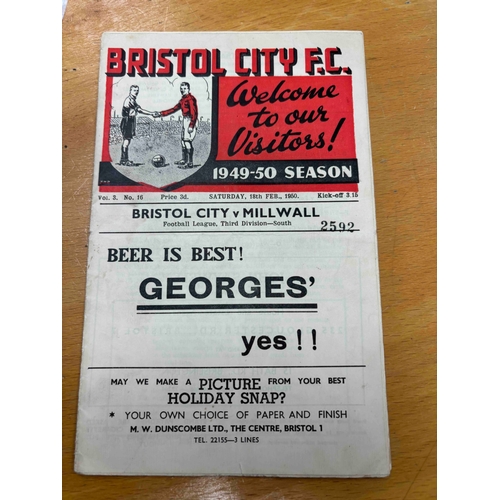 BRISTOL CITY F.C.
Welcome
to our
Visitors!
1949-50 SEASON
Vol. 3. No. 16 Price 3d. SATURDAY, 18th FEB., 1950. Kick-off 3.15
BRISTOL CITY v MILLWALL
Football League, Third Division—South
2592
BEER IS BEST!
GEORGES'
yes!!
MAY WE MAKE A PICTURE FROM YOUR BEST
HOLIDAY SNAP?
* YOUR OWN CHOICE OF PAPER AND FINISH
M. W. DUNSCOMBE LTD., THE CENTRE, BRISTOL 1
TEL. 22155—3 LINES